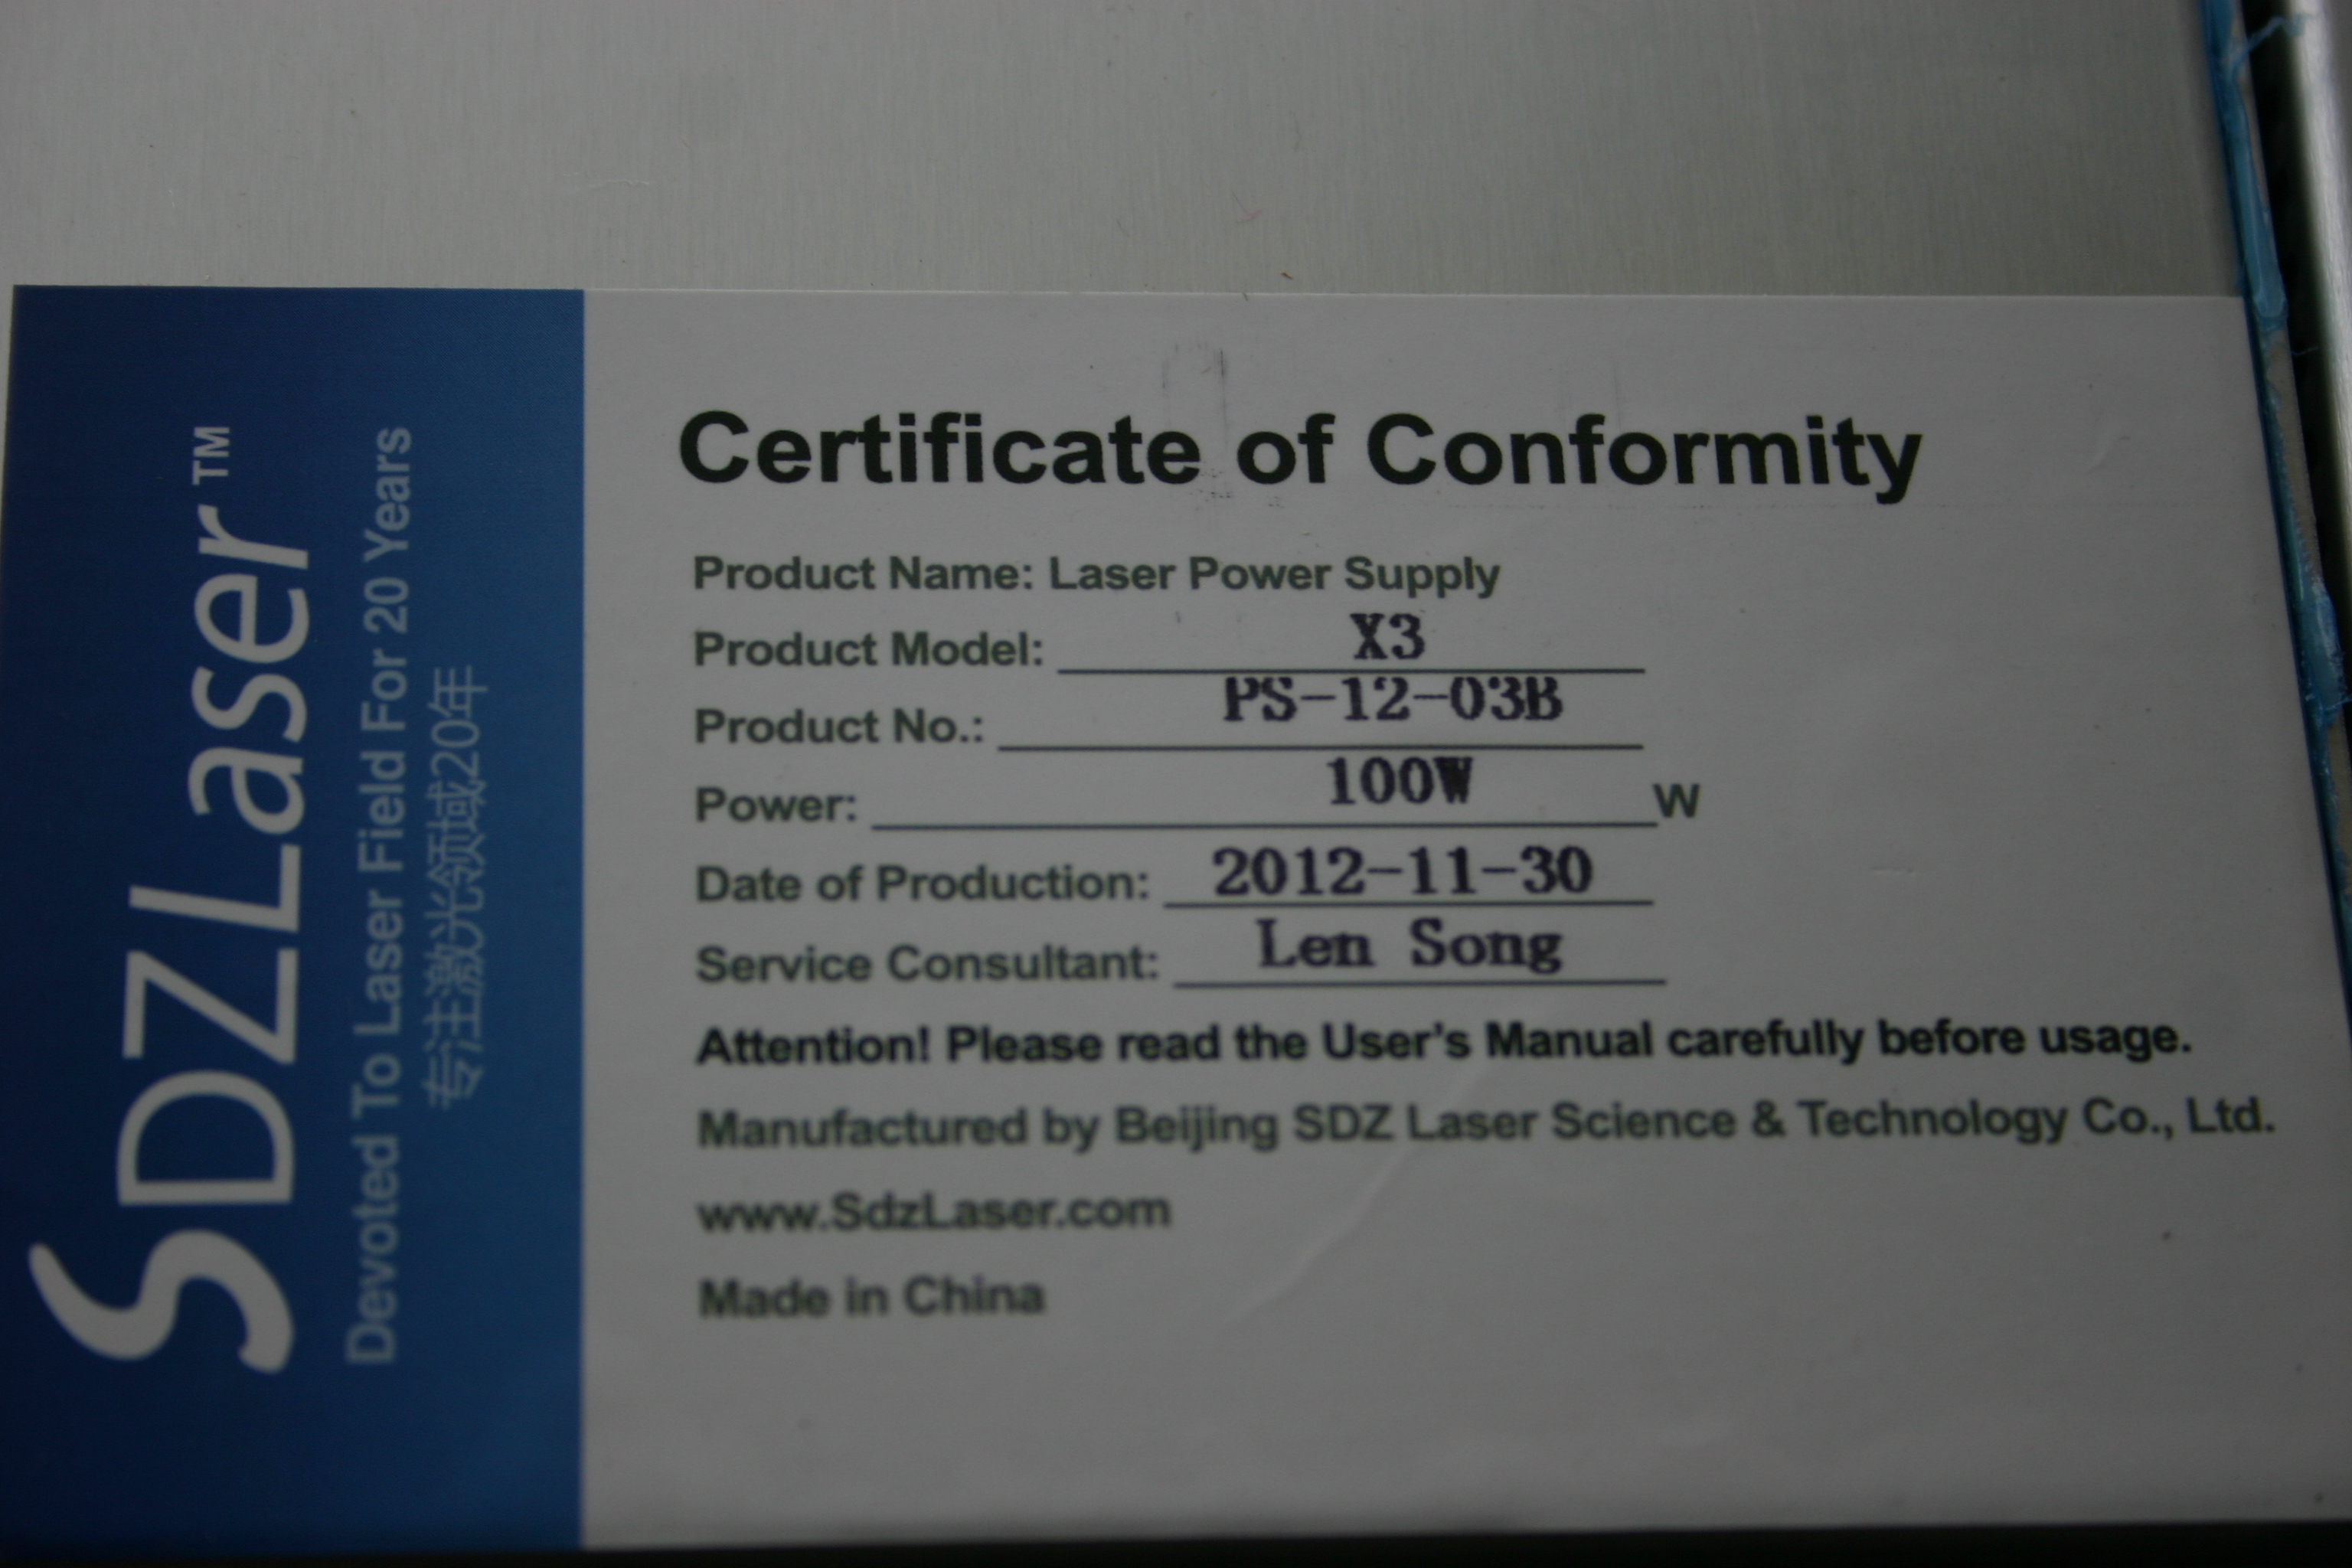 SDZLaser™
Devoted To Laser Field For 20 Years
专注激光领域20年
Certificate of Conformity
Product Name: Laser Power Supply
Product Model: X3
Product No.: PS-12-03B
Power: 100W W
Date of Production: 2012-11-30
Service Consultant: Len Song
Attention! Please read the User's Manual carefully before usage.
Manufactured by Beijing SDZ Laser Science & Technology Co., Ltd.
www.SdzLaser.com
Made in China